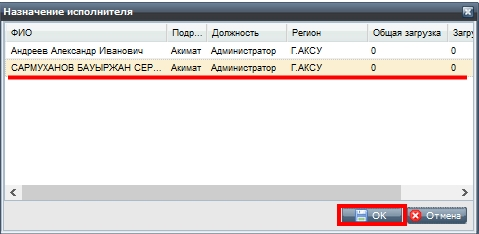 Назначение исполнителя
ФИО Подр... Должность Регион Общая загрузка Загру
Андреев Александр Иванович Акимат Администратор Г.АКСУ 0 0
САРМУХАНОВ БАУЫРЖАН СЕР... Акимат Администратор Г.АКСУ 0 0
ОК Отмена